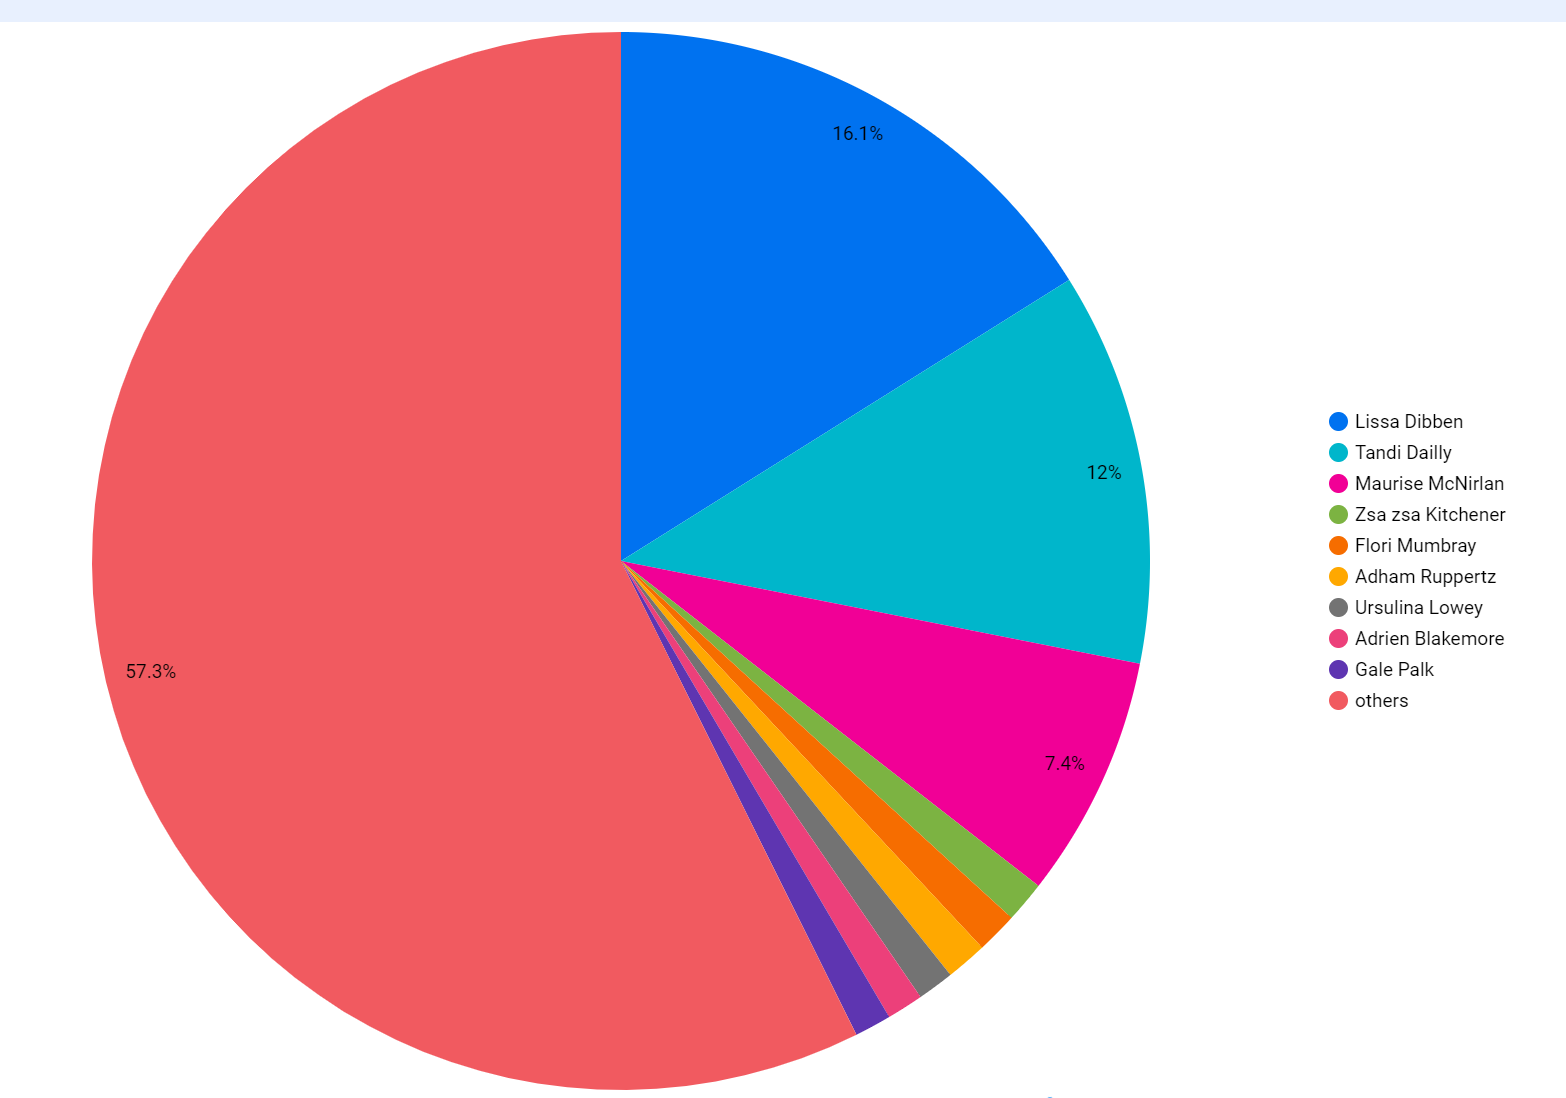 16.1%
12%
7.4%
57.3%
Lissa Dibben
Tandi Dailly
Maurise McNirlan
Zsa zsa Kitchener
Flori Mumbray
Adham Ruppertz
Ursulina Lowey
Adrien Blakemore
Gale Palk
others